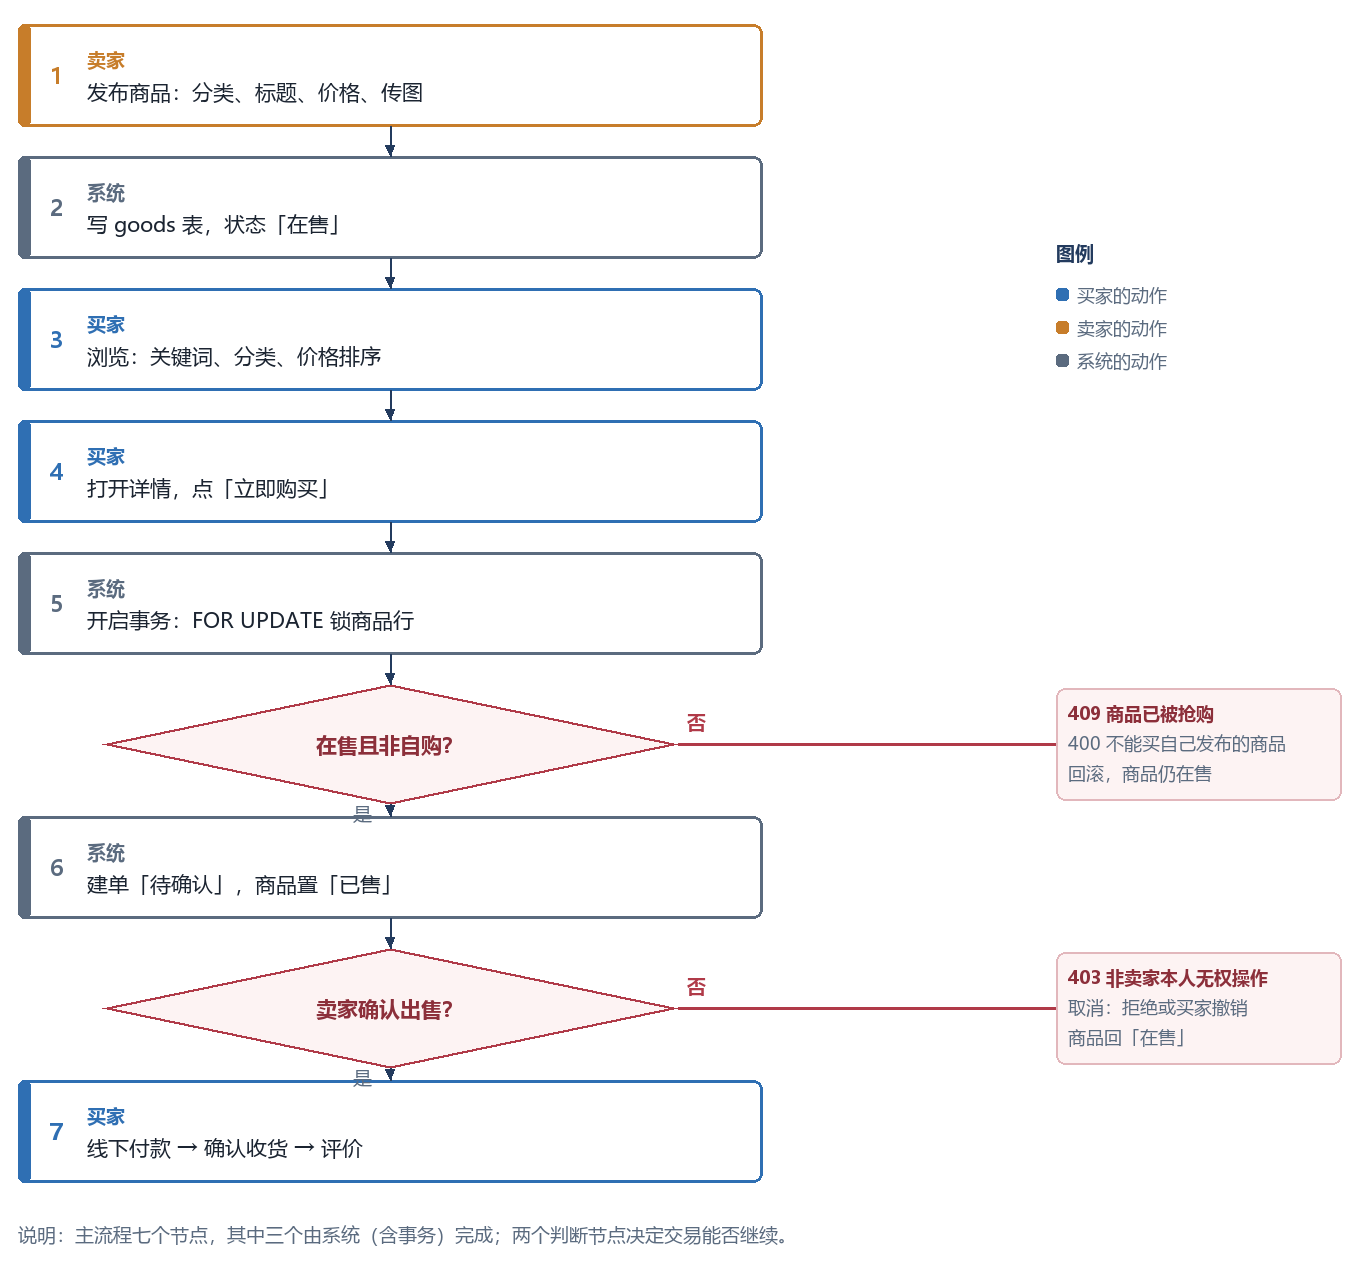 1
卖家
发布商品：分类、标题、价格、传图
2
系统
写 goods 表，状态「在售」
3
买家
浏览：关键词、分类、价格排序
4
买家
打开详情，点「立即购买」
5
系统
开启事务：FOR UPDATE 锁商品行
在售且非自购？
否
409 商品已被抢购
400 不能买自己发布的商品
回滚，商品仍在售
是
6
系统
建单「待确认」，商品置「已售」
卖家确认出售？
否
403 非卖家本人无权操作
取消：拒绝或买家撤销
商品回「在售」
是
7
买家
线下付款 → 确认收货 → 评价
图例
买家的动作
卖家的动作
系统的动作
说明：主流程七个节点，其中三个由系统（含事务）完成；两个判断节点决定交易能否继续。